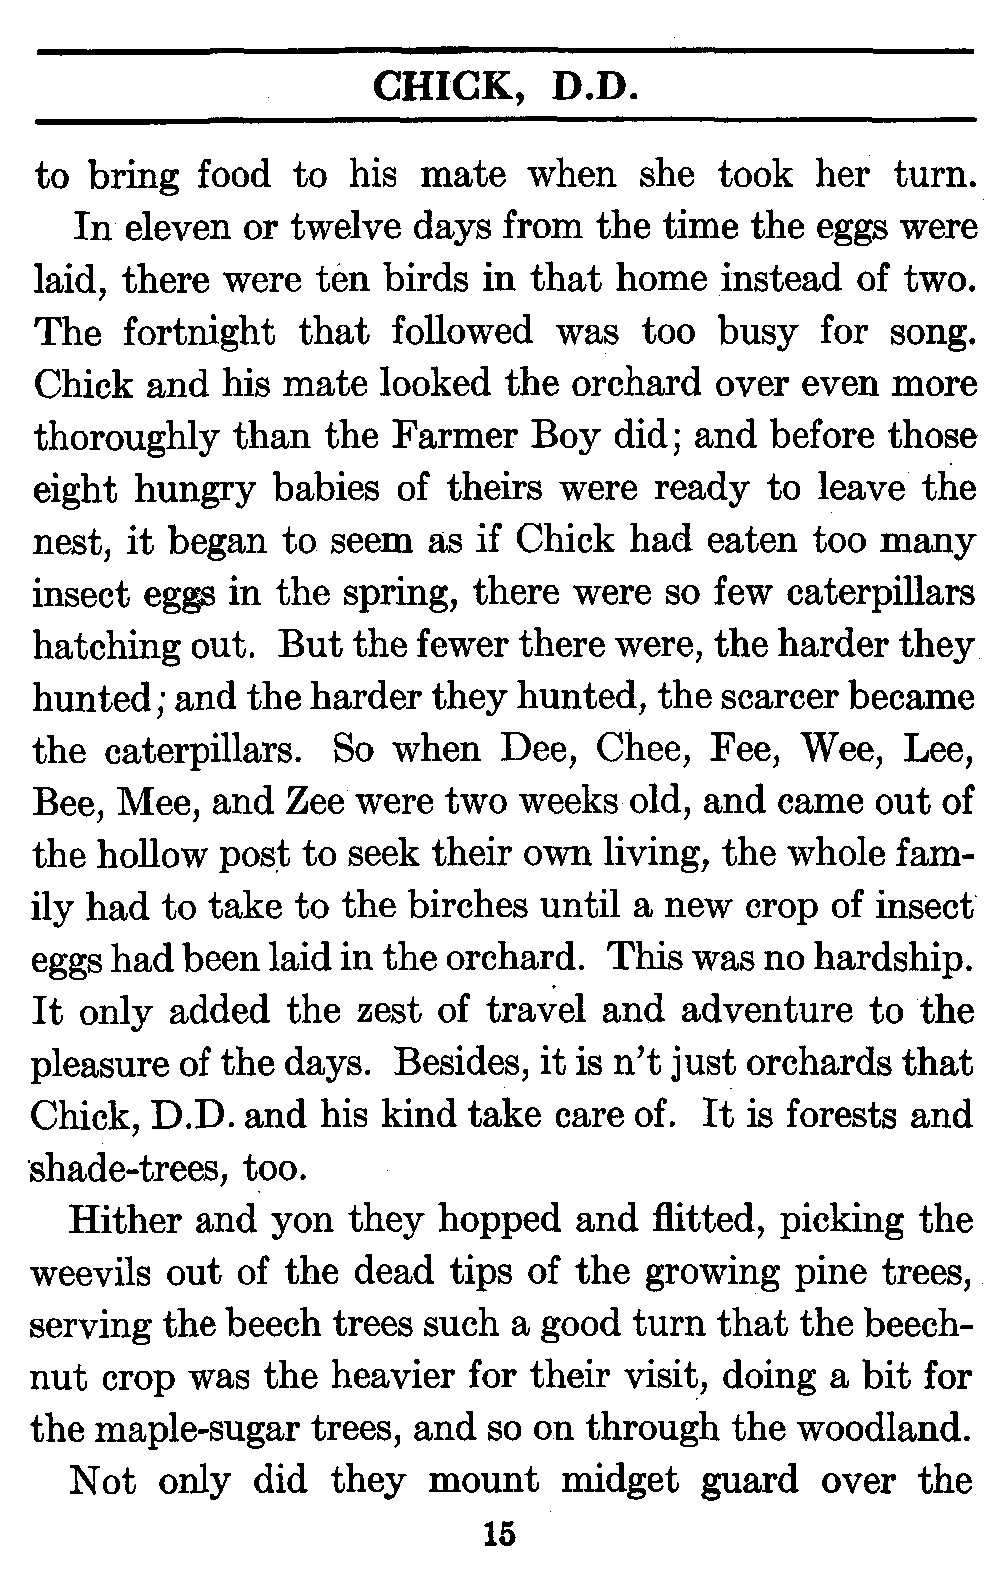 CHICK, D.D.
to bring food to his mate when she took her turn.
In eleven or twelve days from the time the eggs were
laid, there were ten birds in that home instead of two.
The fortnight that followed was too busy for song.
Chick and his mate looked the orchard over even more
thoroughly than the Farmer Boy did; and before those
eight hungry babies of theirs were ready to leave the
nest, it began to seem as if Chick had eaten too many
insect eggs in the spring, there were so few caterpillars
hatching out. But the fewer there were, the harder they
hunted; and the harder they hunted, the scarcer became
the caterpillars. So when Dee, Chee, Fee, Wee, Lee,
Bee, Mee, and Zee were two weeks old, and came out of
the hollow post to seek their own living, the whole fam-
ily had to take to the birches until a new crop of insect
eggs had been laid in the orchard. This was no hardship.
It only added the zest of travel and adventure to the
pleasure of the days. Besides, it is n't just orchards that
Chick, D.D. and his kind take care of. It is forests and
shade-trees, too.
Hither and yon they hopped and flitted, picking the
weevils out of the dead tips of the growing pine trees,
serving the beech trees such a good turn that the beech-
nut crop was the heavier for their visit, doing a bit for
the maple-sugar trees, and so on through the woodland.
Not only did they mount midget guard over the
15